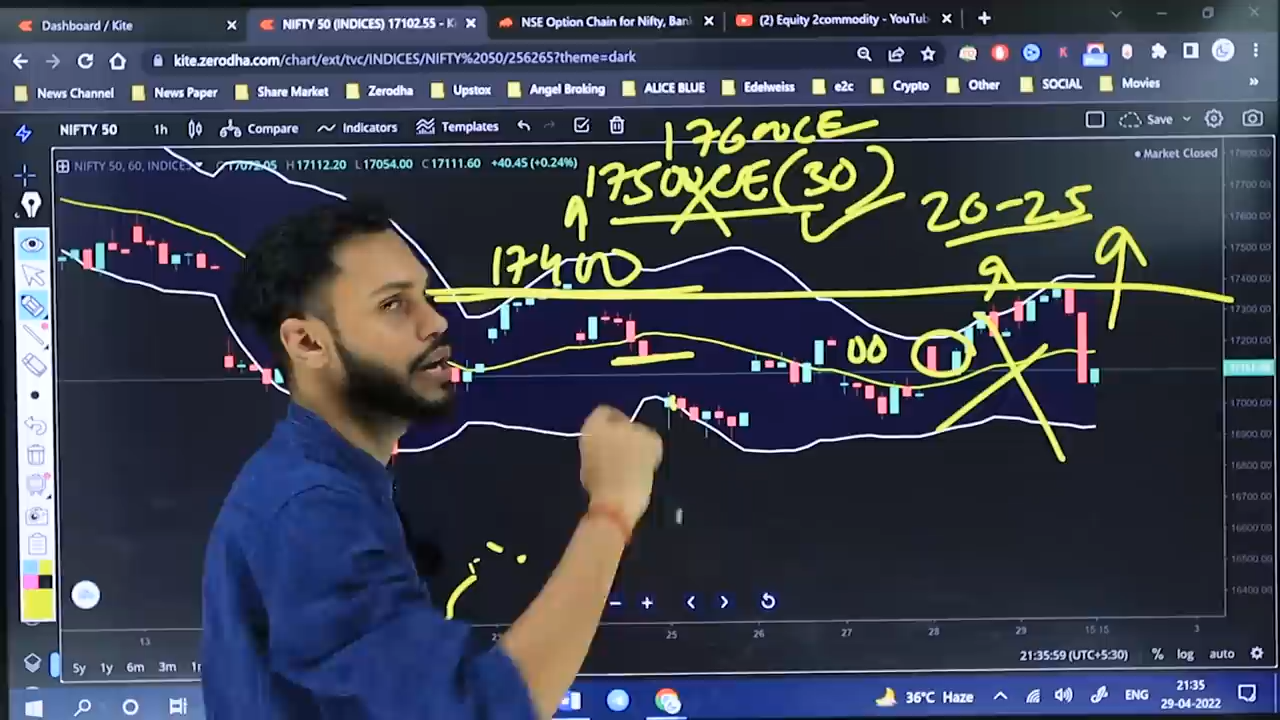 Dashboard / Kite
NIFTY 50 (INDICES) 17102.55 - K
NSE Option Chain for Nifty, Ban
(2) Equity 2commodity - YouTub
kite.zerodha.com/chart/ext/tvc/INDICES/NIFTY%2050/256265?theme=dark
News Channel
News Paper
Share Market
Zerodha
Upstox
Angel Broking
ALICE BLUE
Edelweiss
e2c
Crypto
Other
SOCIAL
Movies
NIFTY 50
1h
Compare
Indicators
Templates
Save
NIFTY 50, 60, INDICES
O17072.05 H17112.20 L17054.00 C17111.60 +40.45 (+0.24%)
Market Closed
17600CE
17500CE (30)
20-25
17400
00
17800.00
17700.00
17600.00
17500.00
17400.00
17300.00
17200.00
17000.00
16900.00
16800.00
16700.00
16600.00
16500.00
16400.00
13
25
26
27
28
29
15:15
3
5y
1y
6m
3m
21:35:59 (UTC+5:30)
%
log
auto
36°C Haze
ENG
21:35
29-04-2022